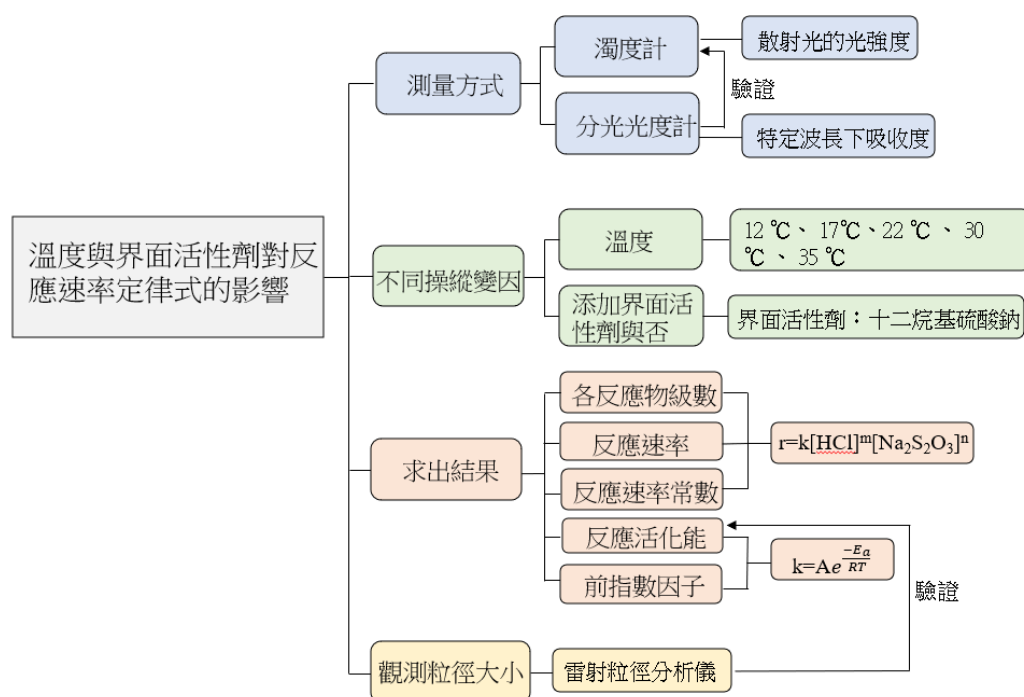 溫度與界面活性劑對反
應速率定律式的影響
測量方式
濁度計
散射光的光強度
驗證
分光光度計
特定波長下吸收度
不同操縱變因
溫度
12 ℃、 17℃、22 ℃ 、 30
℃ 、 35 ℃
添加界面活
性劑與否
界面活性劑：十二烷基硫酸鈉
求出結果
各反應物級數
反應速率
反應速率常數
r=k[HCl]ᵐ[Na₂S₂O₃]ⁿ
反應活化能
前指數因子
k=Ae^(-Ea/RT)
驗證
觀測粒徑大小
雷射粒徑分析儀